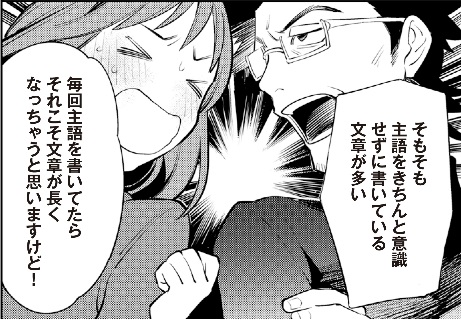 そもそも
主語をきちんと意識
せずに書いている
文章が多い
毎回主語を書いてたら
それこそ文章が長く
なっちゃうと思いますけど!